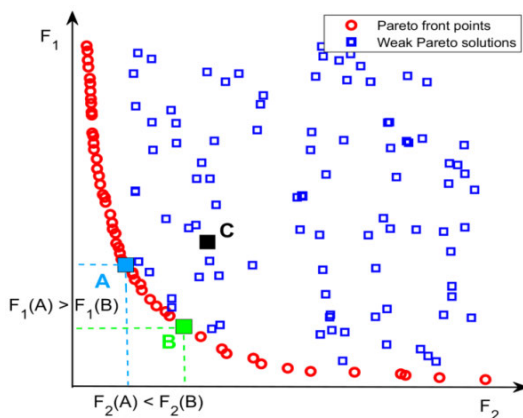 F₁
Pareto front points
Weak Pareto solutions
C
A
F₁(A) > F₁(B)
B
F₂
F₂(A) < F₂(B)